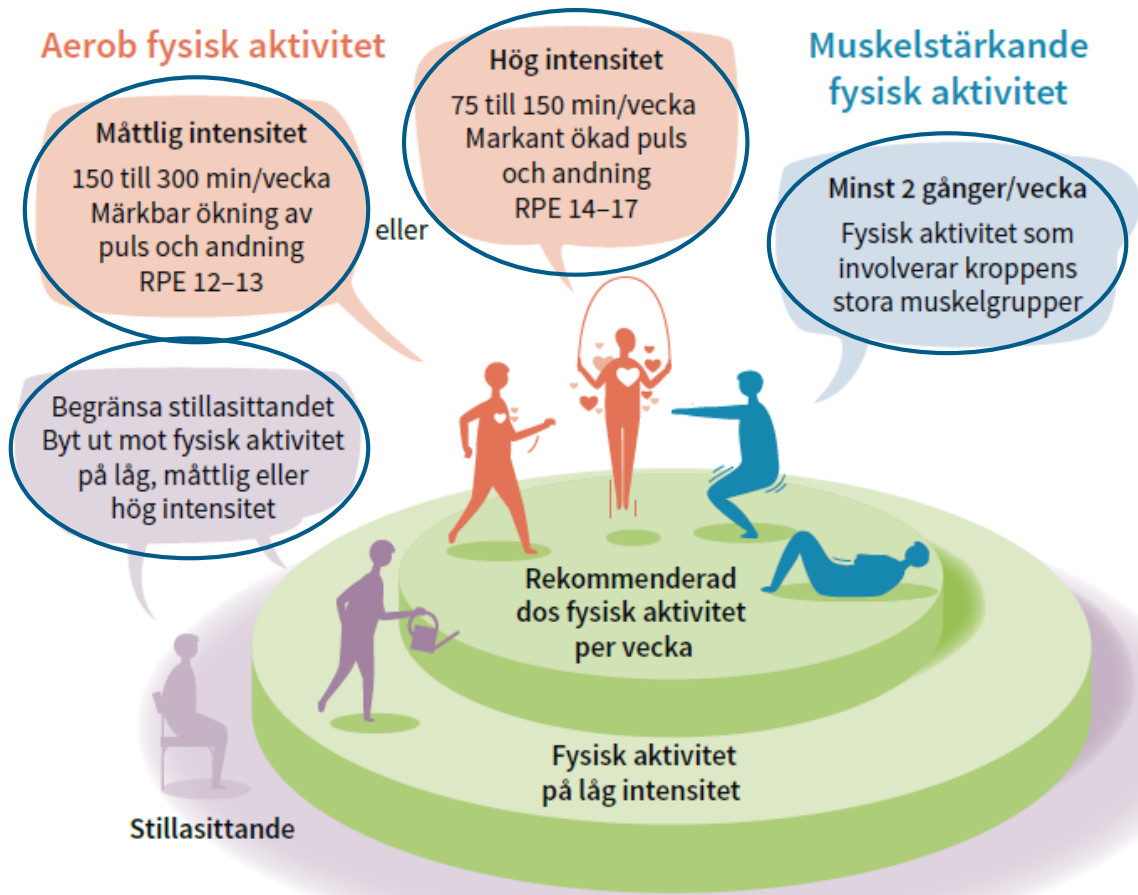 Aerob fysisk aktivitet
Måttlig intensitet
150 till 300 min/vecka
Märkbar ökning av
puls och andning
RPE 12–13
eller
Hög intensitet
75 till 150 min/vecka
Markant ökad puls
och andning
RPE 14–17
Muskelstärkande
fysisk aktivitet
Minst 2 gånger/vecka
Fysisk aktivitet som
involverar kroppens
stora muskelgrupper
Begränsa stillasittandet
Byt ut mot fysisk aktivitet
på låg, måttlig eller
hög intensitet
Rekommenderad
dos fysisk aktivitet
per vecka
Fysisk aktivitet
på låg intensitet
Stillasittande